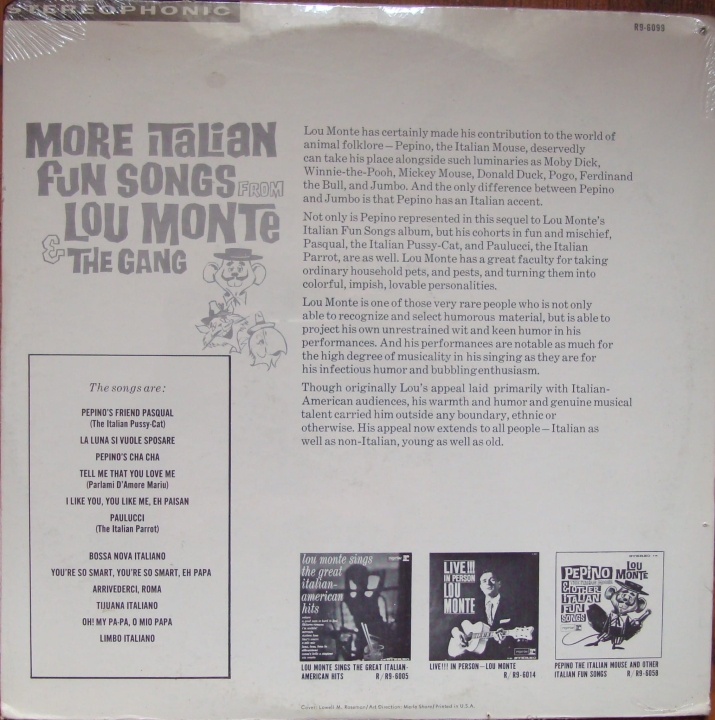 STEREOPHONIC
R9-6099
MORE ITALIAN
FUN SONGS FROM
LOU MONTE
& THE GANG
Lou Monte has certainly made his contribution to the world of
animal folklore – Pepino, the Italian Mouse, deservedly
can take his place alongside such luminaries as Moby Dick,
Winnie-the-Pooh, Mickey Mouse, Donald Duck, Pogo, Ferdinand
the Bull, and Jumbo. And the only difference between Pepino
and Jumbo is that Pepino has an Italian accent.
Not only is Pepino represented in this sequel to Lou Monte's
Italian Fun Songs album, but his cohorts in fun and mischief,
Pasqual, the Italian Pussy-Cat, and Paulucci, the Italian
Parrot, are as well. Lou Monte has a great faculty for taking
ordinary household pets, and pests, and turning them into
colorful, impish, lovable personalities.
Lou Monte is one of those very rare people who is not only
able to recognize and select humorous material, but is able to
project his own unrestrained wit and keen humor in his
performances. And his performances are notable as much for
the high degree of musicality in his singing as they are for
his infectious humor and bubbling enthusiasm.
Though originally Lou's appeal laid primarily with Italian-
American audiences, his warmth and humor and genuine musical
talent carried him outside any boundary, ethnic or
otherwise. His appeal now extends to all people – Italian as
well as non-Italian, young as well as old.
The songs are:
PEPINO'S FRIEND PASQUAL
(The Italian Pussy-Cat)
LA LUNA SI VUOLE SPOSARE
PEPINO'S CHA CHA
TELL ME THAT YOU LOVE ME
(Parlami D'Amore Mariu)
I LIKE YOU, YOU LIKE ME, EH PAISAN
PAULUCCI
(The Italian Parrot)
BOSSA NOVA ITALIANO
YOU'RE SO SMART, YOU'RE SO SMART, EH PAPA
ARRIVEDERCI, ROMA
TIJUANA ITALIANO
OH! MY PA-PA, O MIO PAPA
LIMBO ITALIANO
lou monte sings
the great
italian-
american
hits
LOU MONTE SINGS THE GREAT ITALIAN-
AMERICAN HITS R/R9-6005
LIVE!!!
IN PERSON
LOU
MONTE
LIVE!!! IN PERSON—LOU MONTE
R/R9-6014
PEPINO LOU
THE ITALIAN MOUSE MONTE
& OTHER
ITALIAN
FUN
SONGS
PEPINO THE ITALIAN MOUSE AND OTHER
ITALIAN FUN SONGS R/R9-6058
Cover: Lowell M. Rosenau/Art Direction: Merle Shore/Printed in U.S.A.